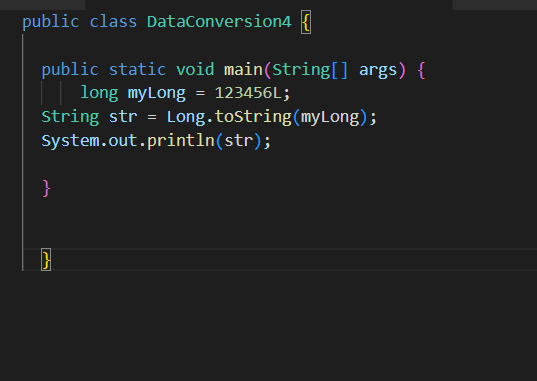 public class DataConversion4 {
public static void main(String[] args) {
long myLong = 123456L;
String str = Long.toString(myLong);
System.out.println(str);
}
}